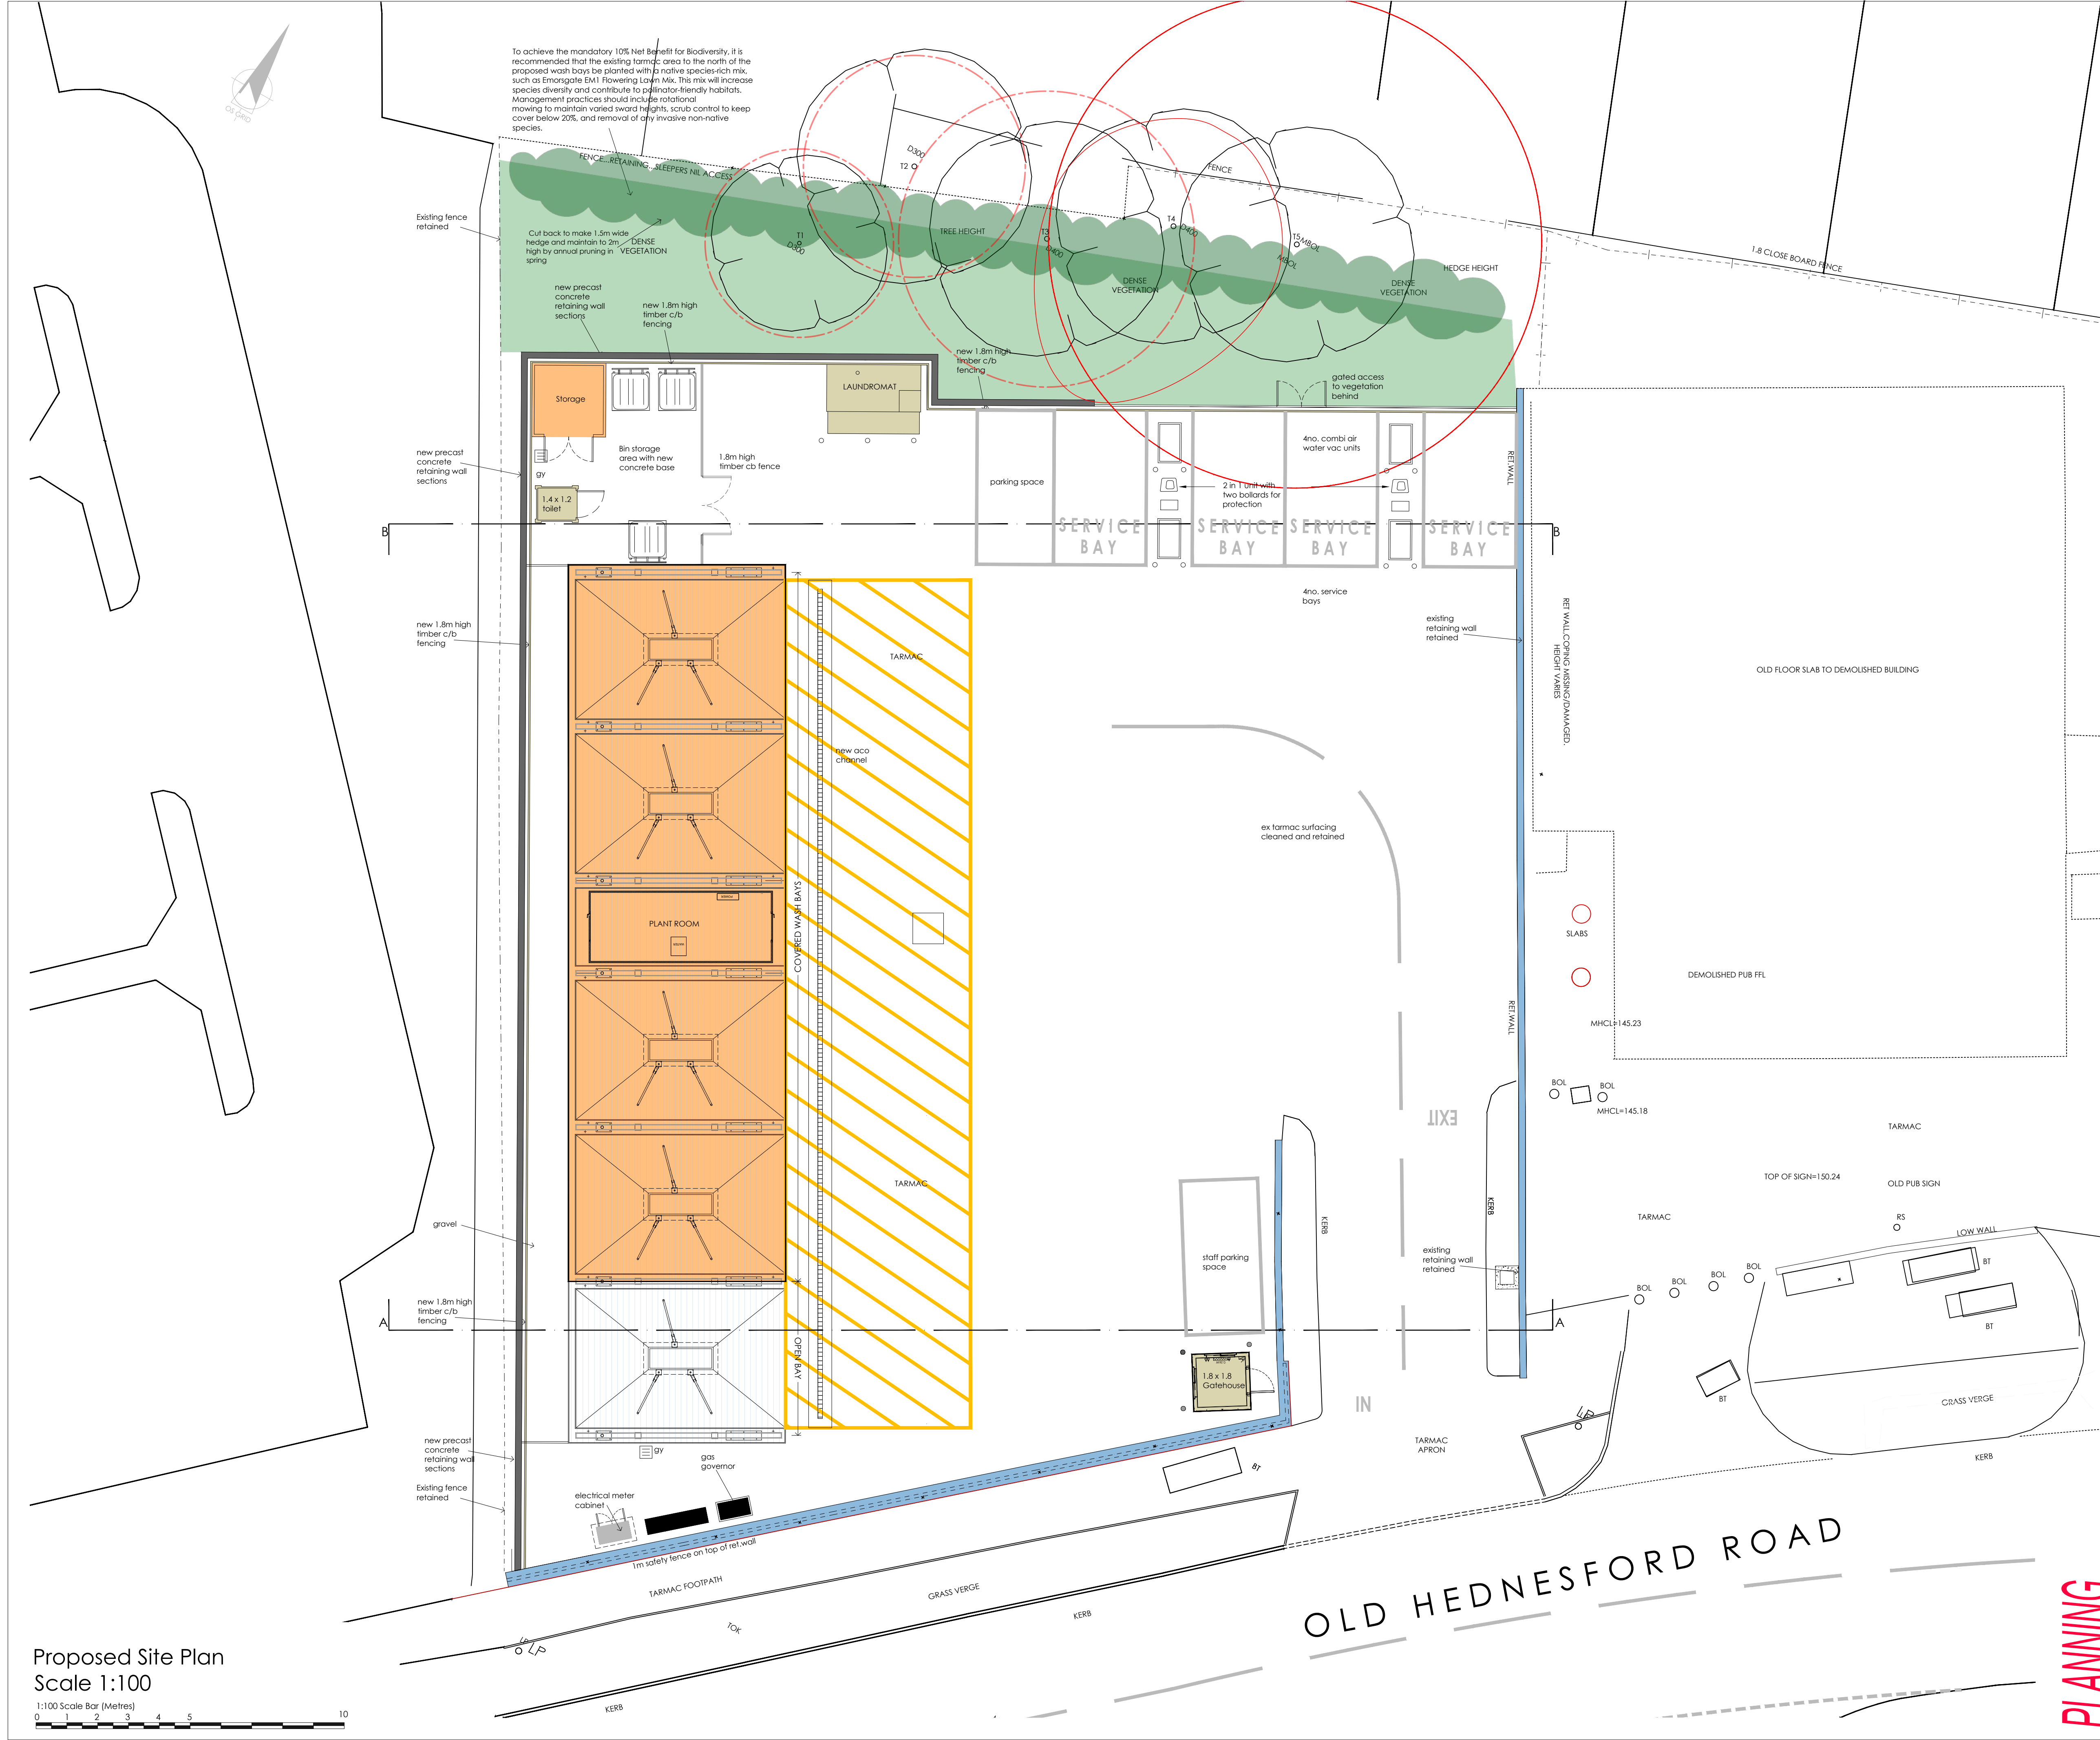 To achieve the mandatory 10% Net Benefit for Biodiversity, it is
recommended that the existing tarmac area to the north of the
proposed wash bays be planted with a native species-rich mix,
such as Emorsgate EM1 Flowering Lawn Mix. This mix will increase
species diversity and contribute to pollinator-friendly habitats.
Management practices should include rotational
mowing to maintain varied sward heights, scrub control to keep
cover below 20%, and removal of any invasive non-native
species.
OS GRID
FENCE...RETAINING...SLEEPERS NIL ACCESS
D300
T2
FENCE
Existing fence
retained
Cut back to make 1.5m wide
hedge and maintain to 2m
high by annual pruning in
spring
DENSE
VEGETATION
T1
D300
TREE HEIGHT
T3
D400
T4
D400
T5
MBOL
MBOL
HEDGE HEIGHT
1.8 CLOSE BOARD FENCE
DENSE
VEGETATION
DENSE
VEGETATION
new precast
concrete
retaining wall
sections
new 1.8m high
timber c/b
fencing
new 1.8m high
timber c/b
fencing
gated access
to vegetation
behind
Storage
LAUNDROMAT
Bin storage
area with new
concrete base
1.8m high
timber cb fence
new precast
concrete
retaining wall
sections
gy
1.4 x 1.2
toilet
parking space
4no. combi air
water vac units
2 in 1 unit with
two bollards for
protection
RET.WALL
SERVICE
BAY
SERVICE
BAY
SERVICE
BAY
SERVICE
BAY
B
B
4no. service
bays
new 1.8m high
timber c/b
fencing
existing
retaining wall
retained
RET WALL.COPING MISSING/DAMAGED.
HEIGHT VARIES
TARMAC
OLD FLOOR SLAB TO DEMOLISHED BUILDING
new aco
channel
ex tarmac surfacing
cleaned and retained
COVERED WASH BAYS
PLANT ROOM
SLABS
DEMOLISHED PUB FFL
RET.WALL
MHCL=145.23
BOL
BOL
MHCL=145.18
EXIT
TARMAC
TARMAC
TOP OF SIGN=150.24
OLD PUB SIGN
KERB
KERB
TARMAC
RS
LOW WALL
gravel
staff parking
space
existing
retaining wall
retained
BT
BOL
BOL
BOL
BOL
BT
new 1.8m high
timber c/b
fencing
A
A
OPEN BAY
1.8 x 1.8
Gatehouse
IN
BT
GRASS VERGE
LP
TARMAC
APRON
KERB
new precast
concrete
retaining wall
sections
gy
gas
governor
BT
Existing fence
retained
electrical meter
cabinet
1m safety fence on top of ret.wall
TARMAC FOOTPATH
GRASS VERGE
KERB
TOK
LP
LP
KERB
OLD HEDNESFORD ROAD
PLANNING
Proposed Site Plan
Scale 1:100
1:100 Scale Bar (Metres)
0 1 2 3 4 5 10